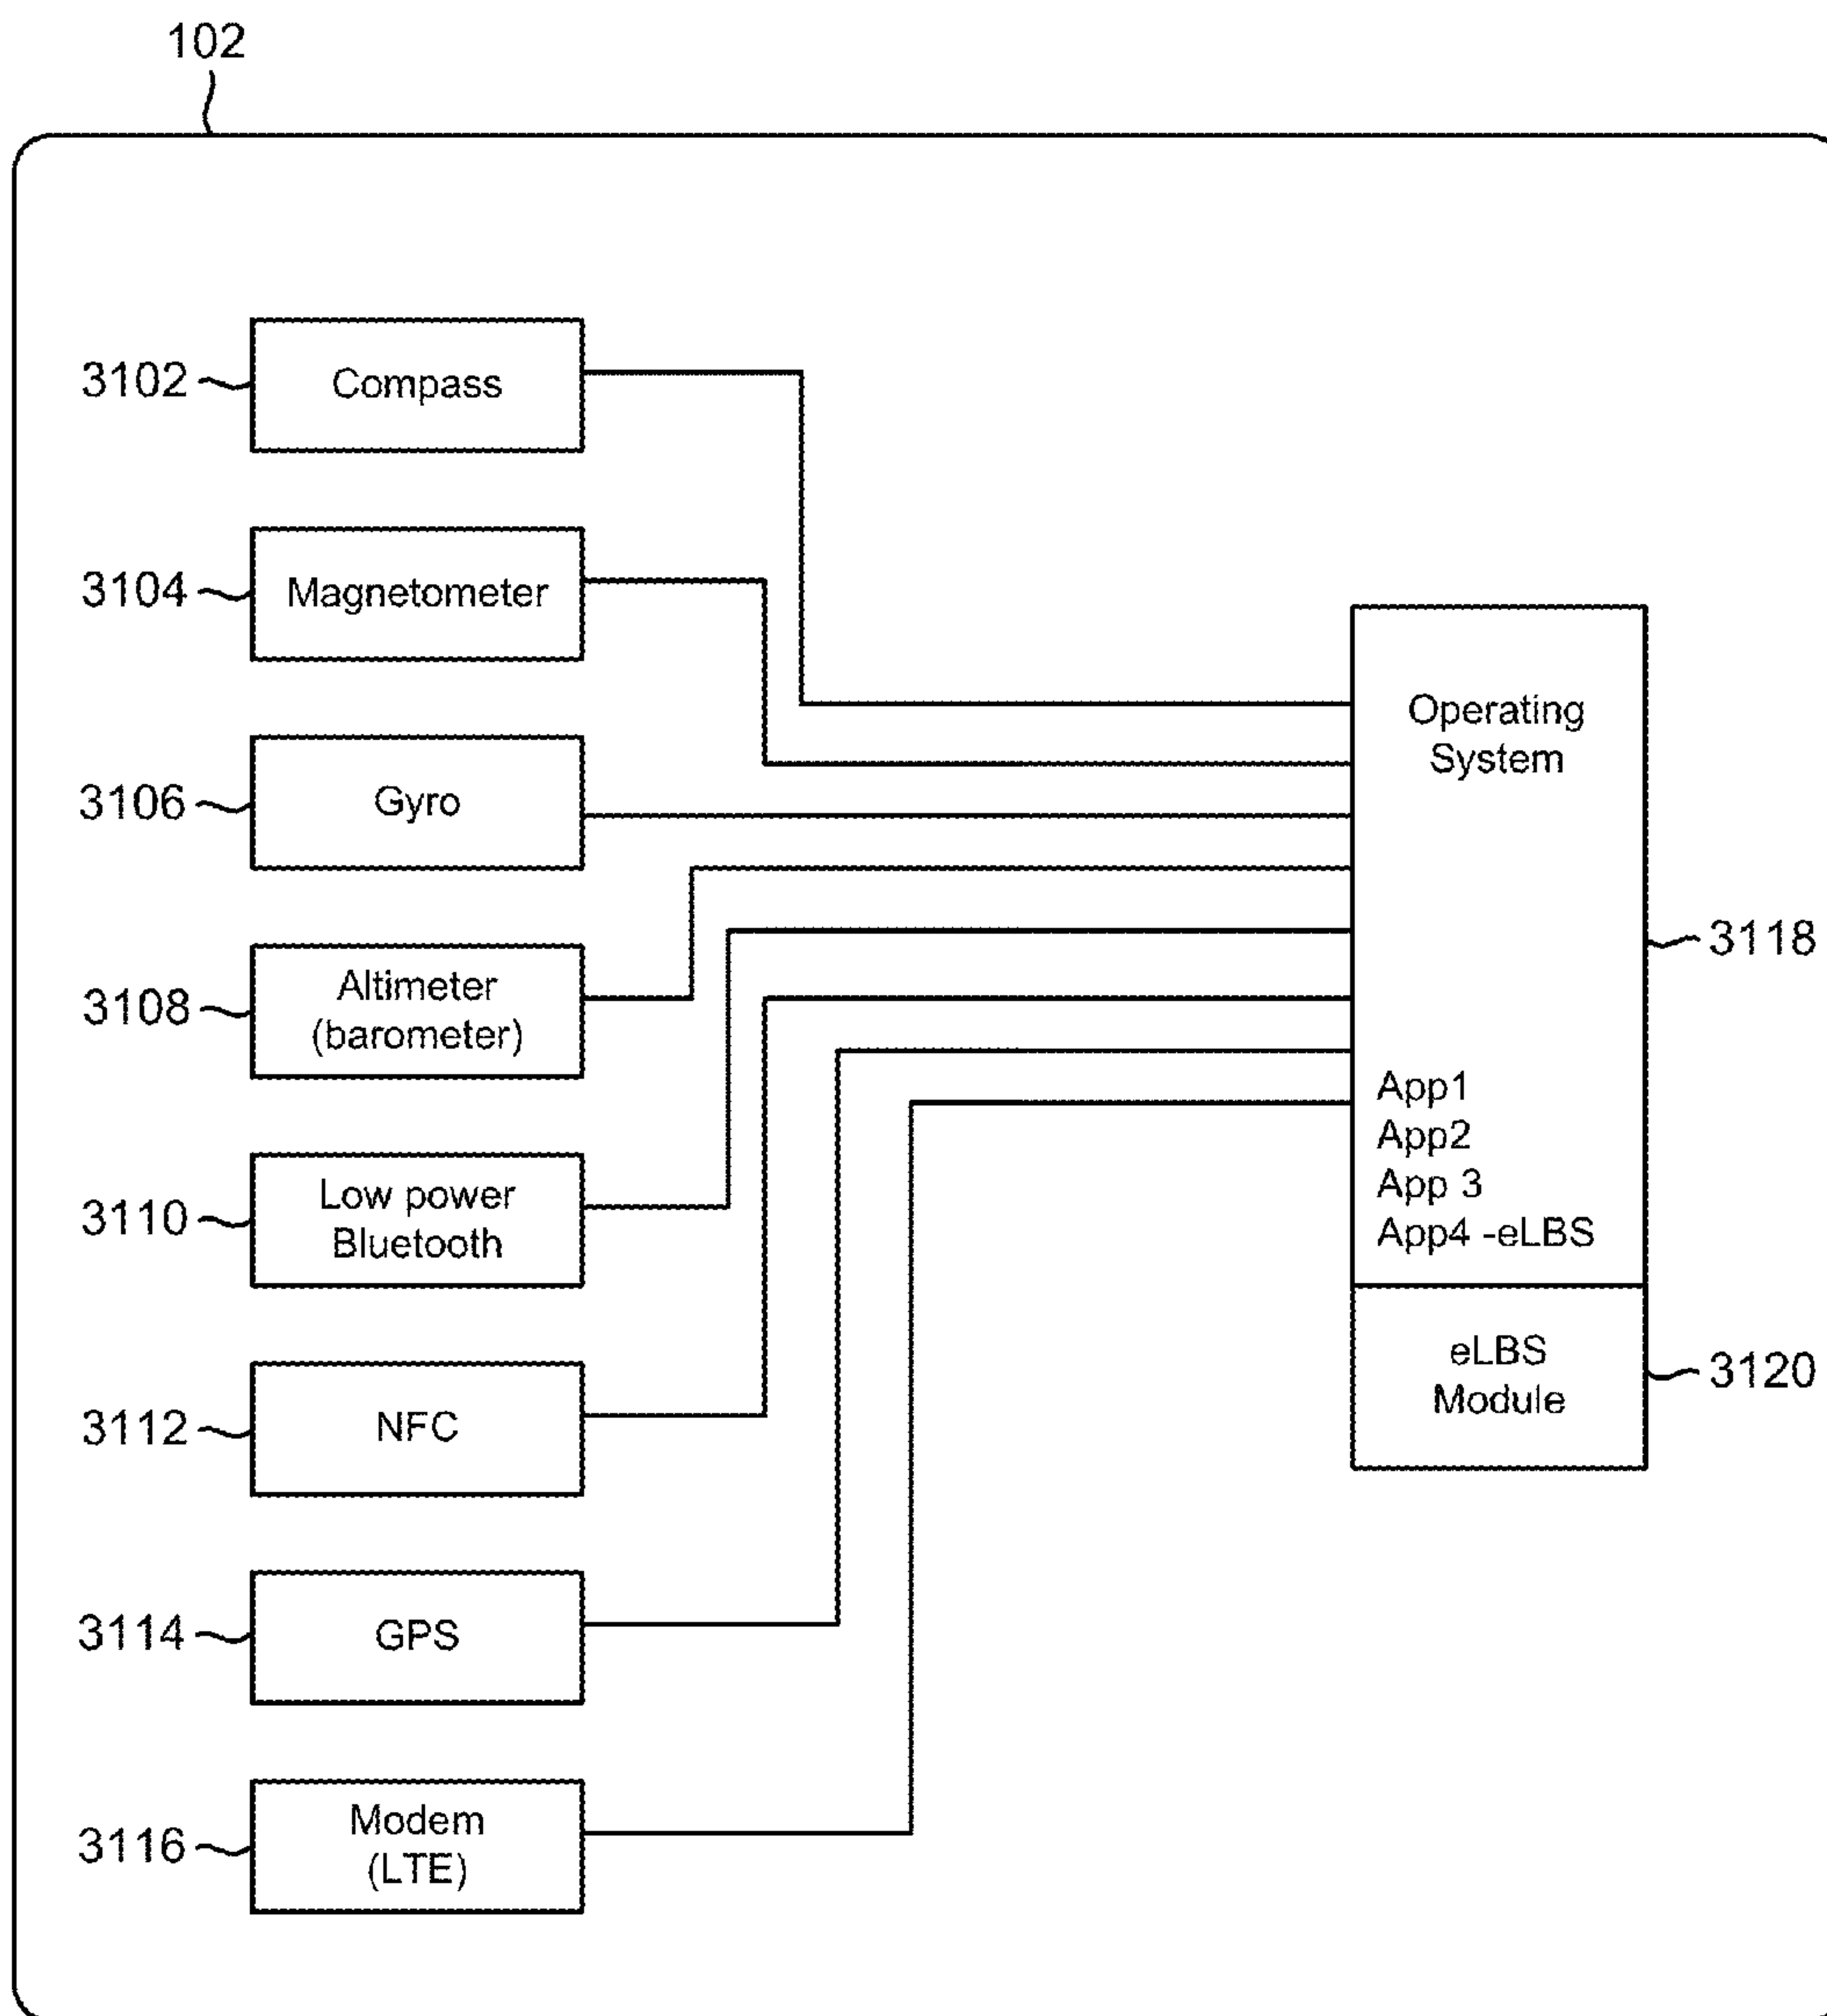 102
3102
Compass
3104
Magnetometer
3106
Gyro
3108
Altimeter
(barometer)
3110
Low power
Bluetooth
3112
NFC
3114
GPS
3116
Modem
(LTE)
Operating
System
App1
App2
App 3
App4 -eLBS
3118
eLBS
Module
3120